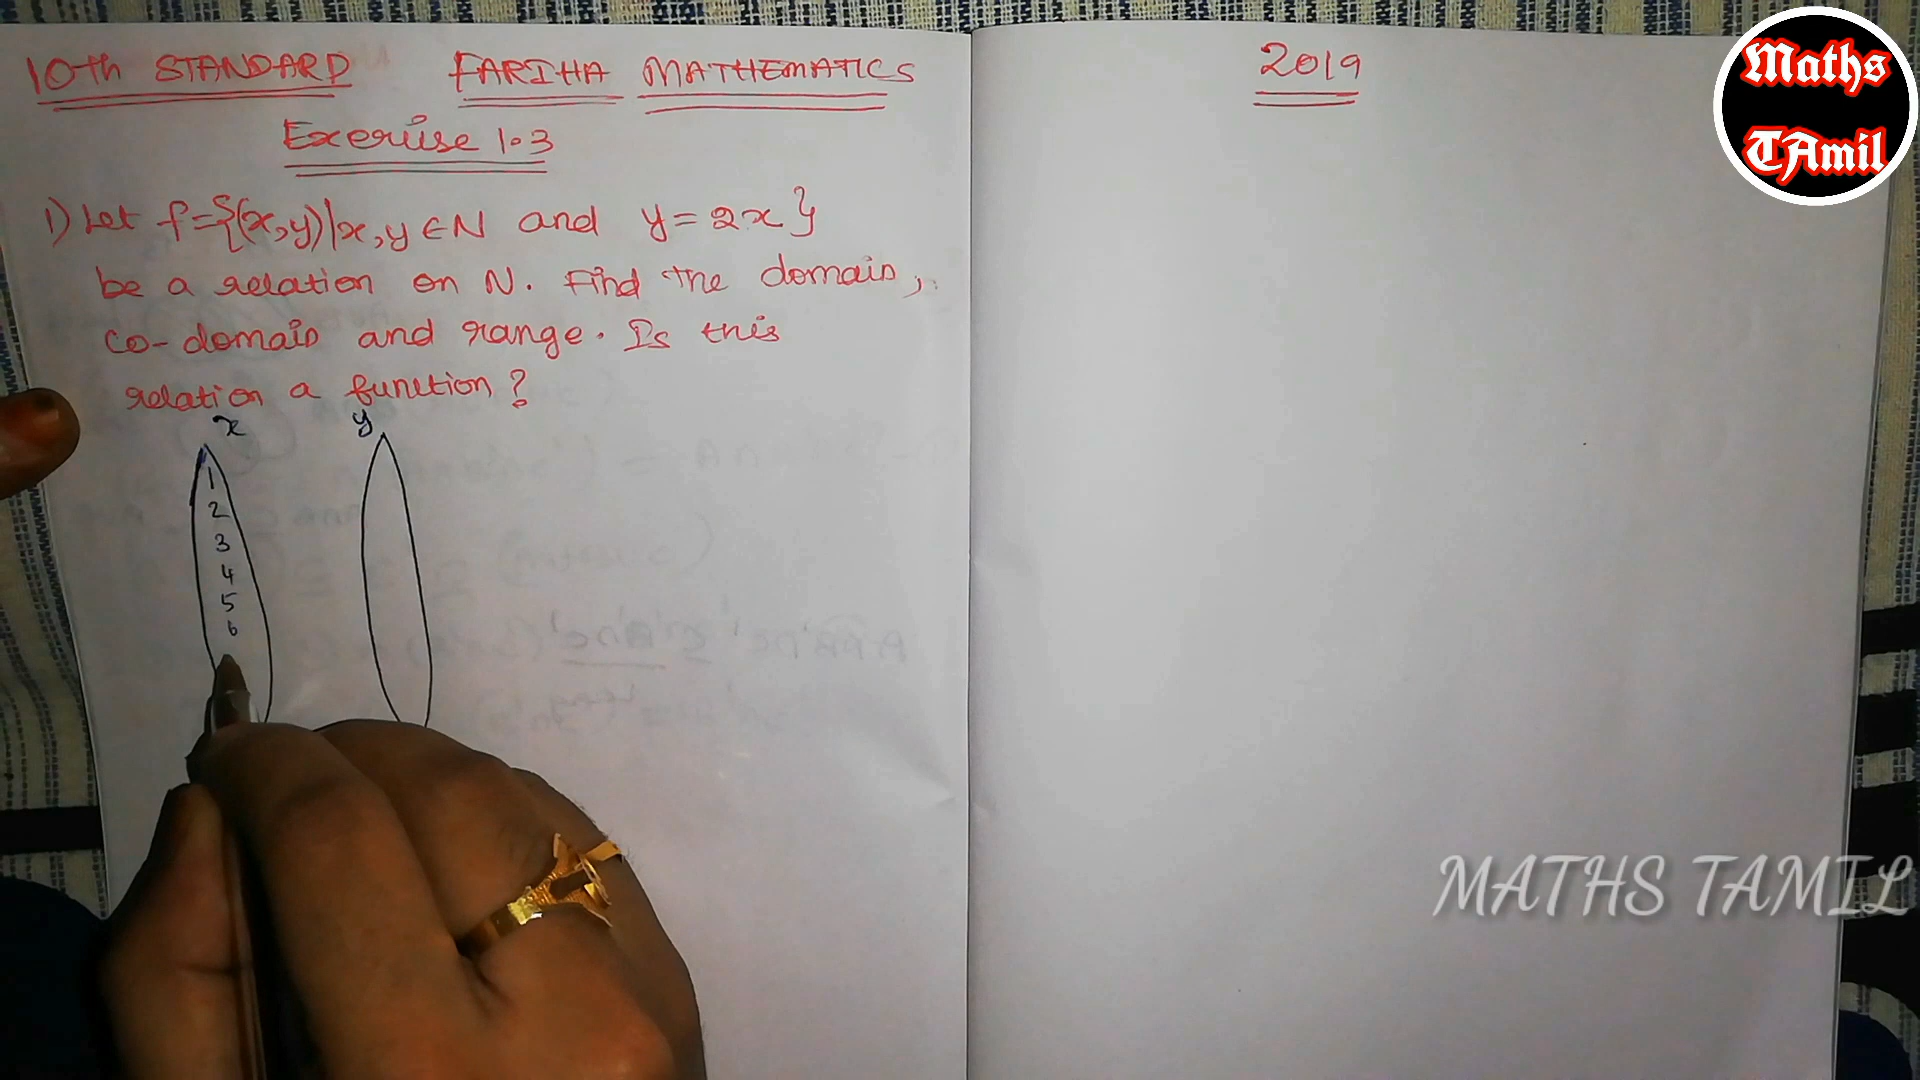 10th STANDARD FARIHA MATHEMATICS
Exercise 1.3
1) Let f={(x,y)|x,y ∈ N and y = 2x}
be a relation on N. Find the domain,
co-domain and range. Is this
relation a function?
x y
1
2
3
4
5
6
2019
Maths
TAmil
MATHS TAMIL